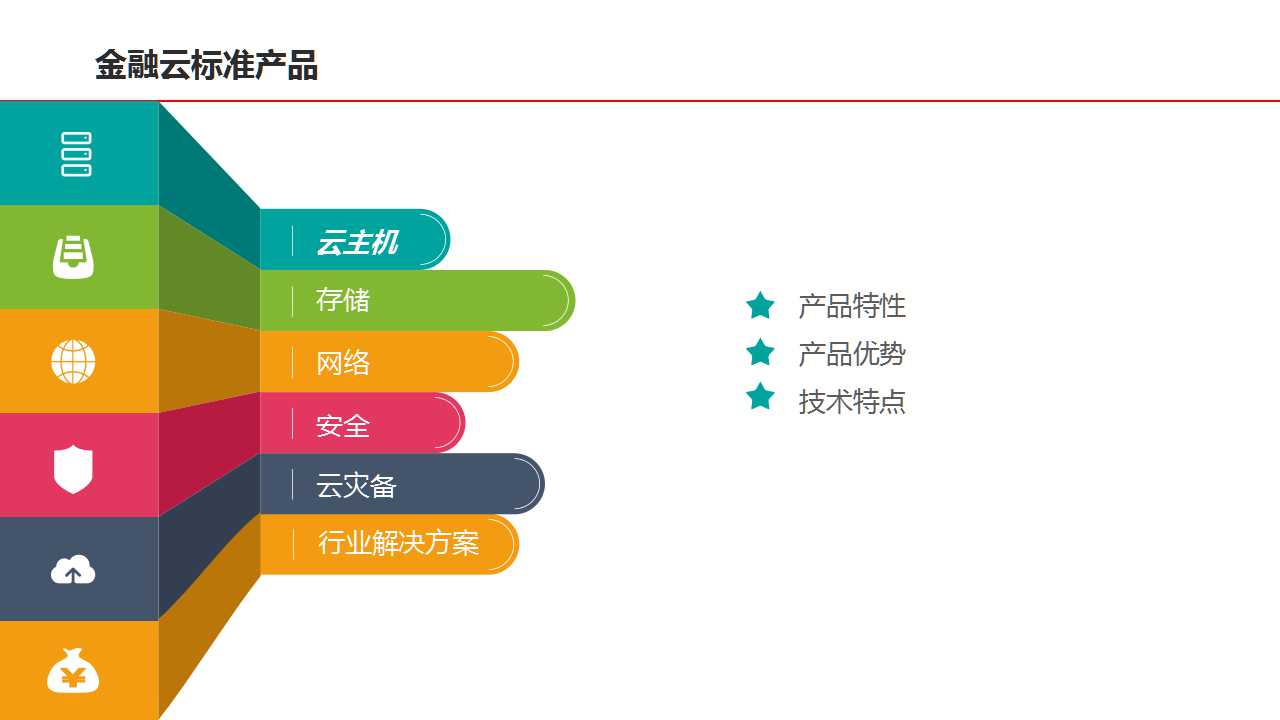 金融云标准产品
云主机
存储
网络
安全
云灾备
行业解决方案
产品特性
产品优势
技术特点